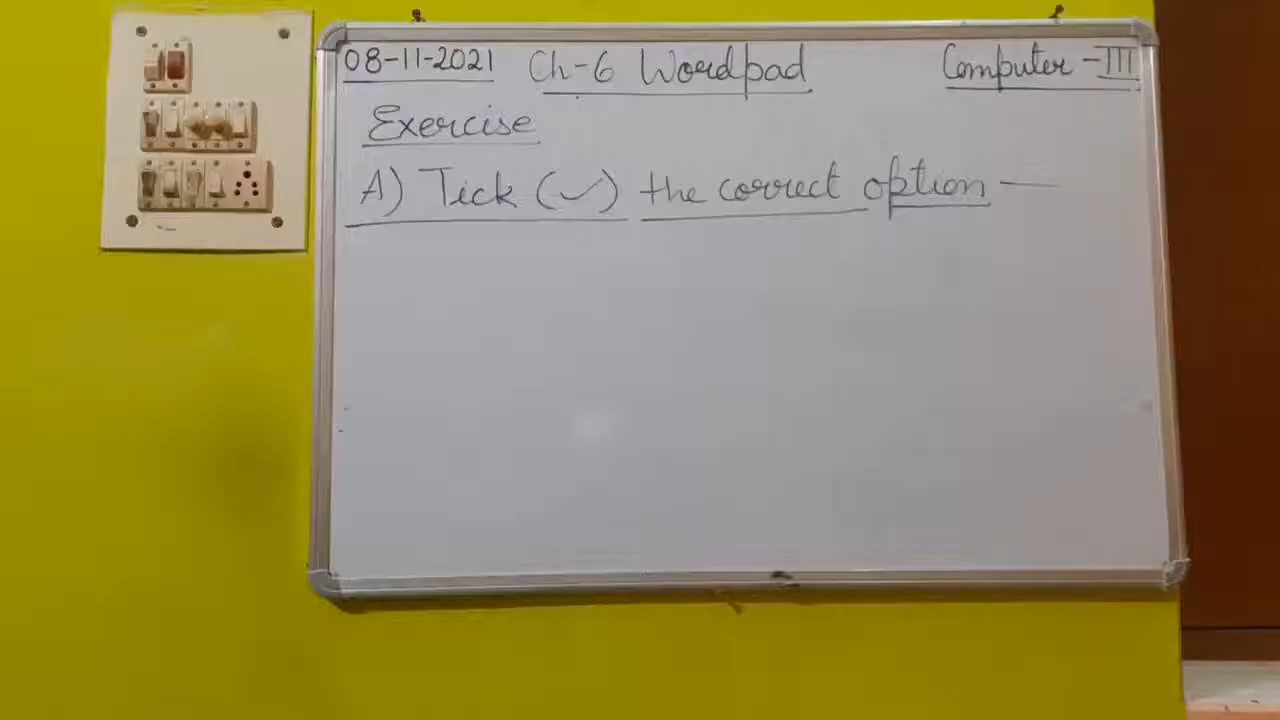 08-11-2021 Ch-6 Wordpad Computer-III
Exercise
A) Tick (✓) the correct option —